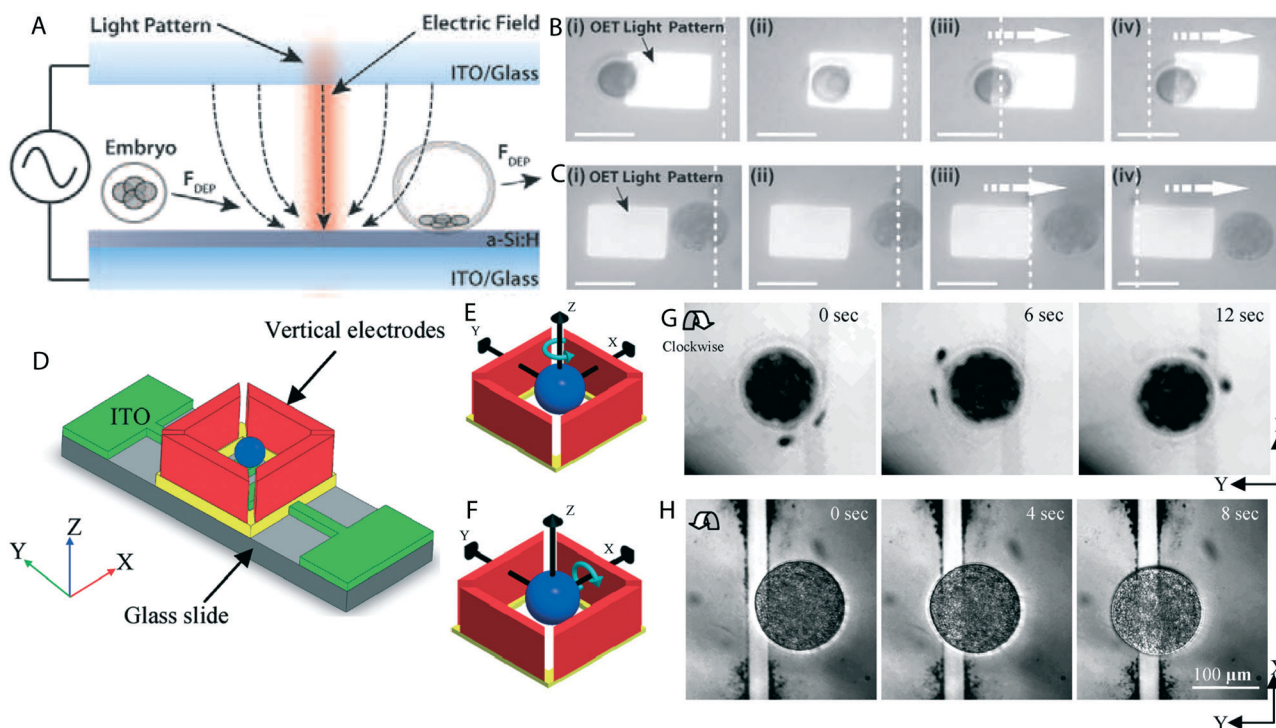 A
Light Pattern
Electric Field
ITO/Glass
Embryo
F_DEP
F_DEP
a-Si:H
ITO/Glass
B
(i) OET Light Pattern
(ii)
(iii)
(iv)
C
(i) OET Light Pattern
(ii)
(iii)
(iv)
D
Vertical electrodes
ITO
Z
Y
X
Glass slide
E
Z
Y
X
F
Z
Y
X
G
Clockwise
0 sec
6 sec
12 sec
Y
H
0 sec
4 sec
8 sec
100 µm
X
Y